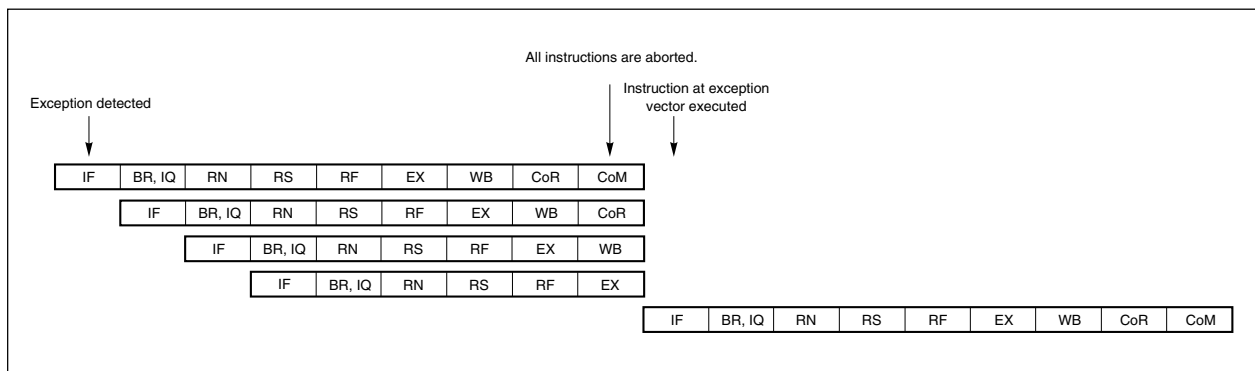 All instructions are aborted.
Exception detected
Instruction at exception
vector executed
IF BR, IQ RN RS RF EX WB CoR CoM
IF BR, IQ RN RS RF EX WB CoR
IF BR, IQ RN RS RF EX WB
IF BR, IQ RN RS RF EX
IF BR, IQ RN RS RF EX WB CoR CoM